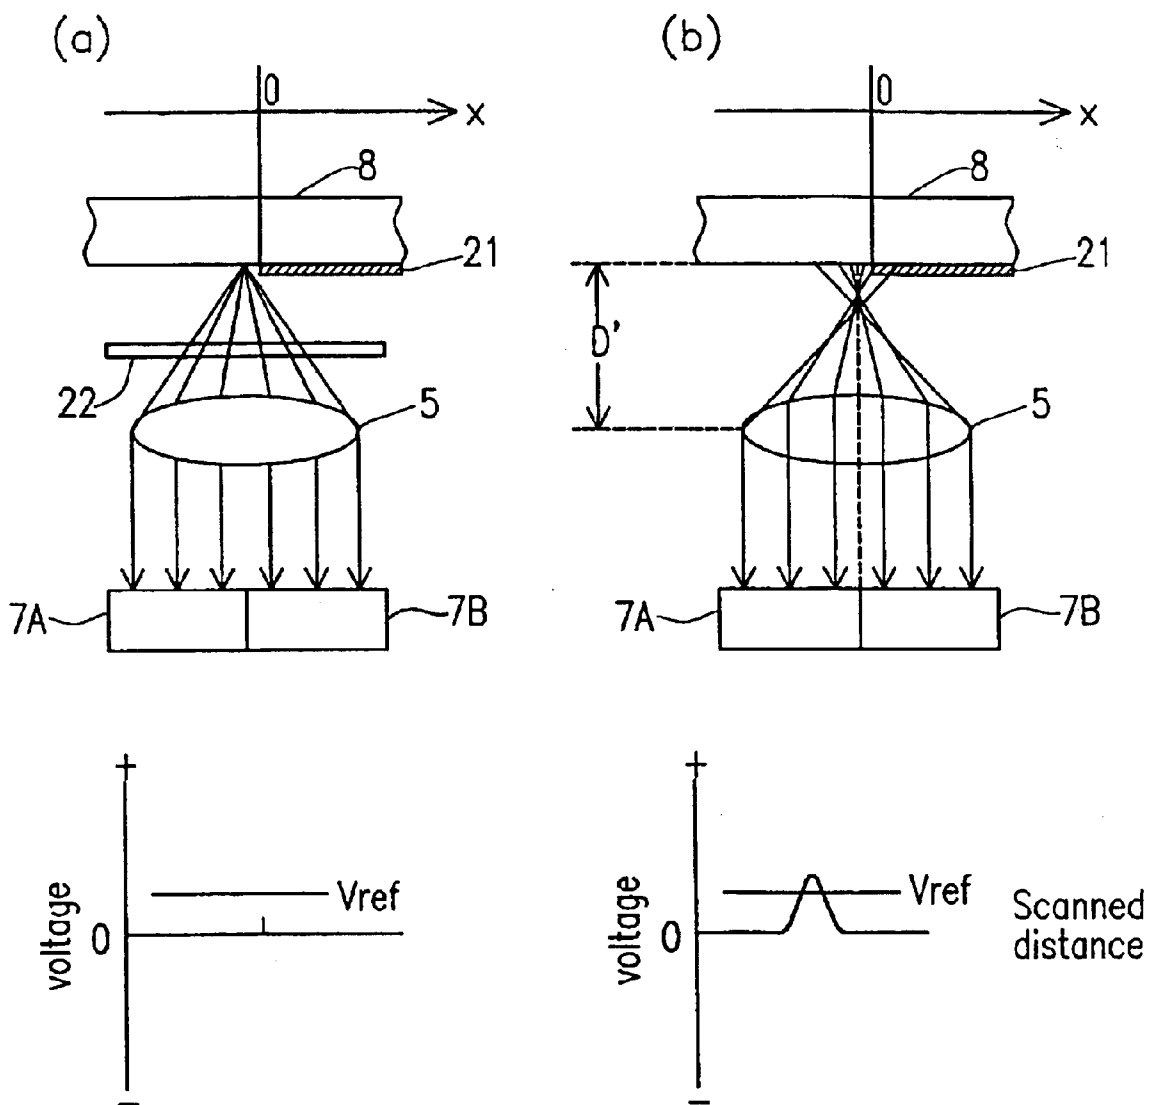 (a)
0
x
8
21
22
5
7A
7B
+
voltage
0
Vref
−
(b)
0
x
8
21
D'
5
7A
7B
+
voltage
0
Vref
−
Scanned
distance